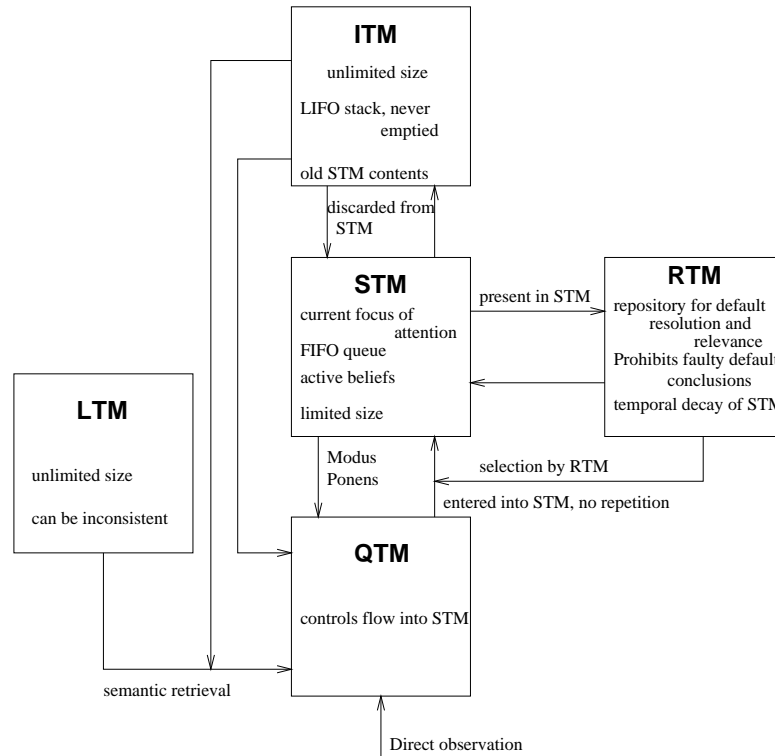 ITM
unlimited size
LIFO stack, never
emptied
old STM contents
discarded from
STM
STM
current focus of
attention
FIFO queue
active beliefs
limited size
present in STM
RTM
repository for default
resolution and
relevance
Prohibits faulty default
conclusions
temporal decay of STM
LTM
unlimited size
can be inconsistent
Modus
Ponens
selection by RTM
entered into STM, no repetition
QTM
controls flow into STM
semantic retrieval
Direct observation